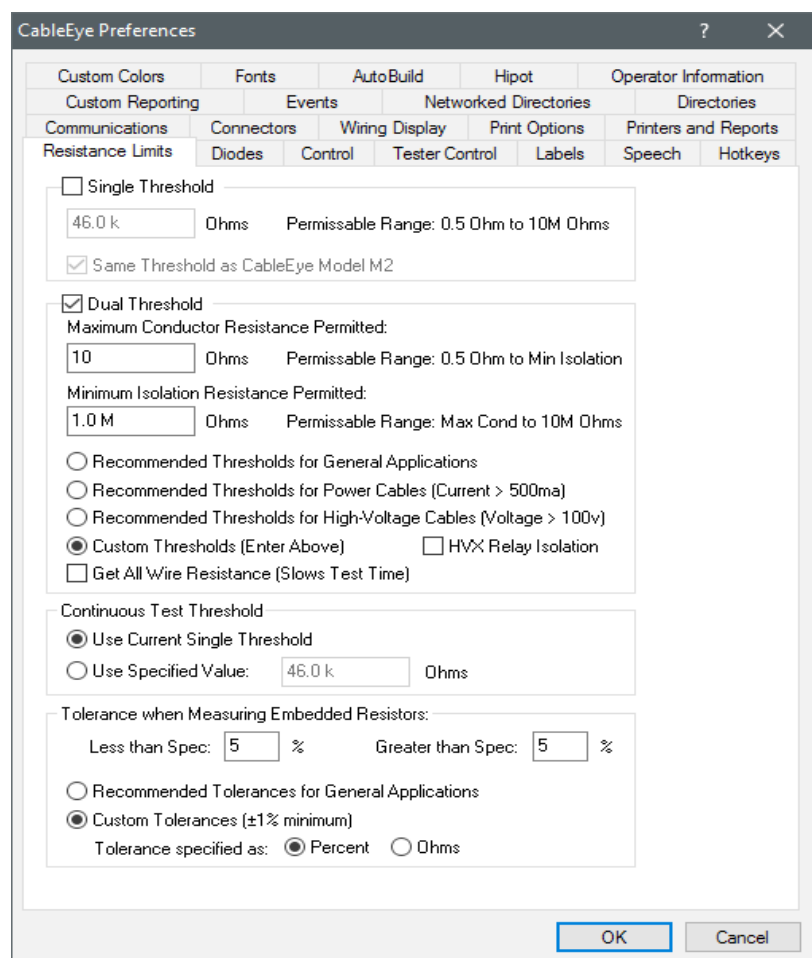 CableEye Preferences ? ×
Custom Colors Fonts AutoBuild Hipot Operator Information
Custom Reporting Events Networked Directories Directories
Communications Connectors Wiring Display Print Options Printers and Reports
Resistance Limits Diodes Control Tester Control Labels Speech Hotkeys
Single Threshold
46.0 k Ohms Permissable Range: 0.5 Ohm to 10M Ohms
Same Threshold as CableEye Model M2
Dual Threshold
Maximum Conductor Resistance Permitted:
10 Ohms Permissable Range: 0.5 Ohm to Min Isolation
Minimum Isolation Resistance Permitted:
1.0 M Ohms Permissable Range: Max Cond to 10M Ohms
Recommended Thresholds for General Applications
Recommended Thresholds for Power Cables (Current > 500ma)
Recommended Thresholds for High-Voltage Cables (Voltage > 100v)
Custom Thresholds (Enter Above) HVX Relay Isolation
Get All Wire Resistance (Slows Test Time)
Continuous Test Threshold
Use Current Single Threshold
Use Specified Value: 46.0 k Ohms
Tolerance when Measuring Embedded Resistors:
Less than Spec: 5 % Greater than Spec: 5 %
Recommended Tolerances for General Applications
Custom Tolerances (±1% minimum)
Tolerance specified as: Percent Ohms
OK Cancel